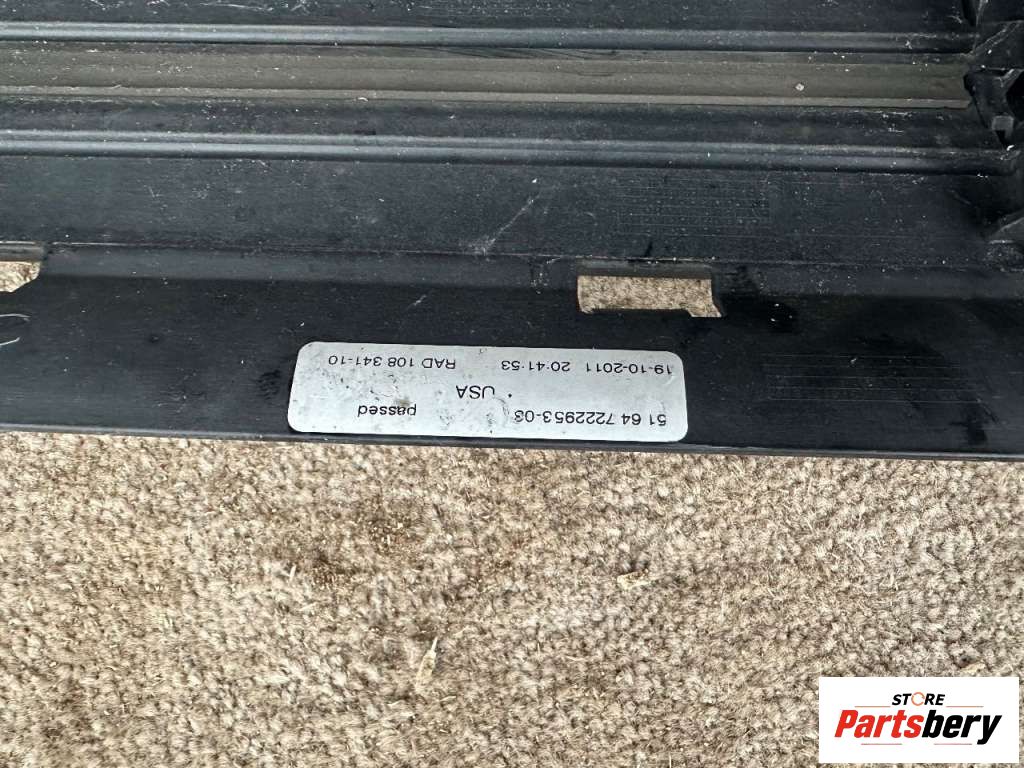 51 64 7222953-03 passed
USA
19-10-2011 20:41:53 RAD 108 341-10
STORE
Partsbery